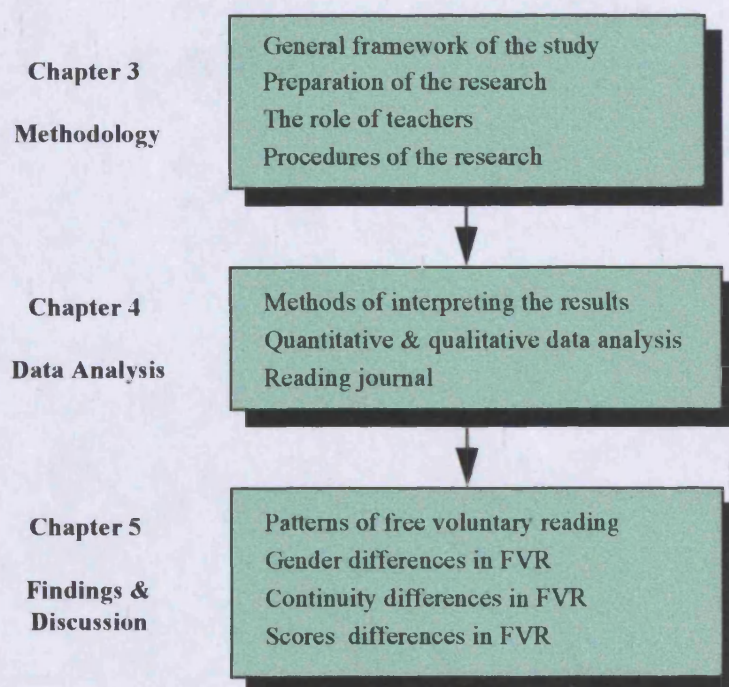 Chapter 3
Methodology
General framework of the study
Preparation of the research
The role of teachers
Procedures of the research
Chapter 4
Data Analysis
Methods of interpreting the results
Quantitative & qualitative data analysis
Reading journal
Chapter 5
Findings &
Discussion
Patterns of free voluntary reading
Gender differences in FVR
Continuity differences in FVR
Scores differences in FVR